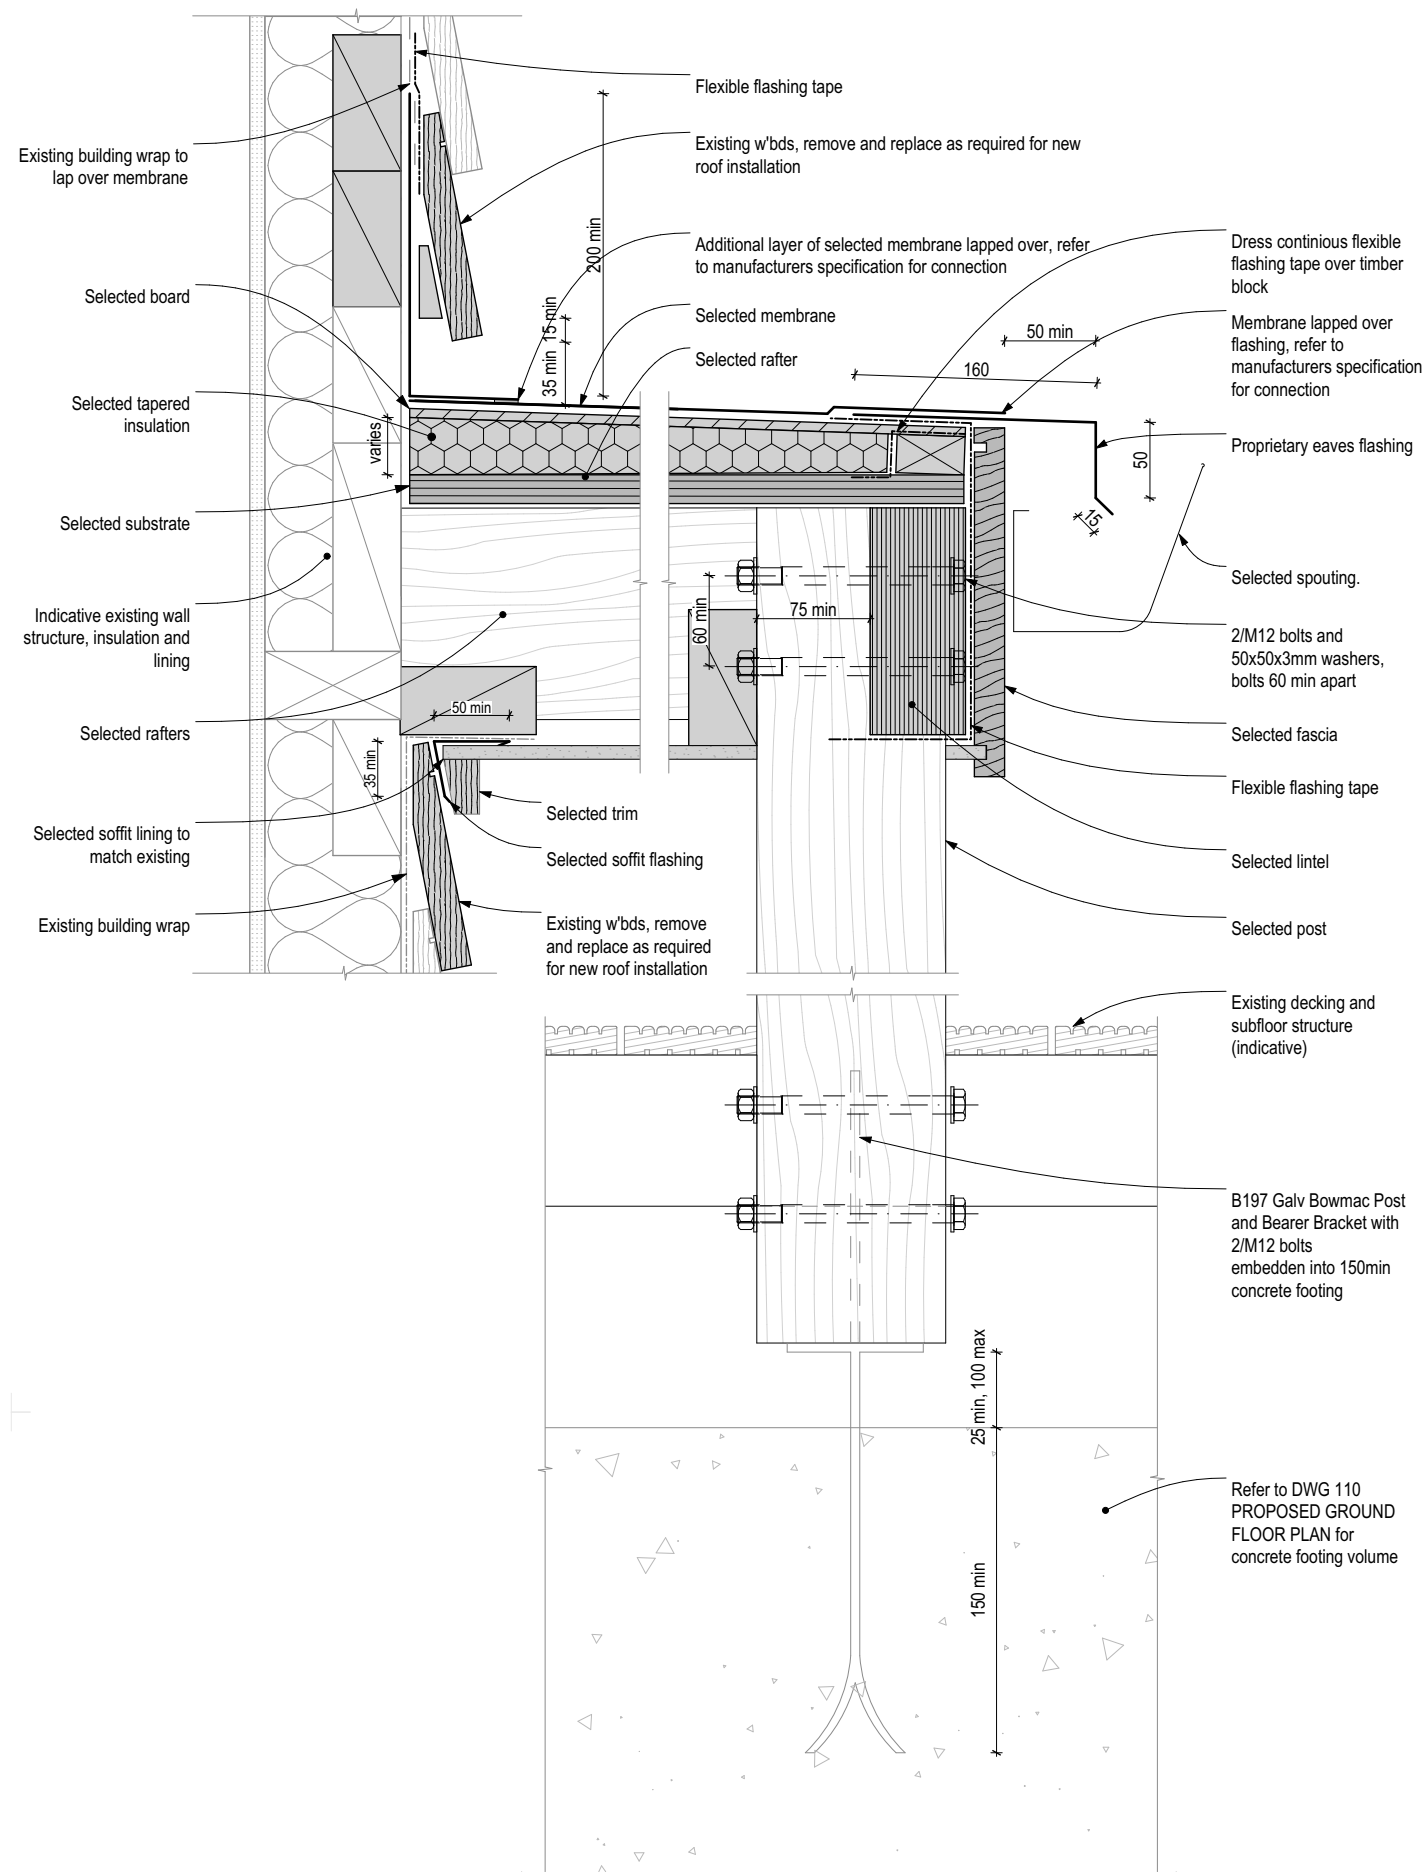 Flexible flashing tape
Existing building wrap to
lap over membrane
Existing w'bds, remove and replace as required for new
roof installation
200 min
Additional layer of selected membrane lapped over, refer
to manufacturers specification for connection
Dress continious flexible
flashing tape over timber
block
Selected board
Selected membrane
15 min
35 min
Selected rafter
50 min
160
Membrane lapped over
flashing, refer to
manufacturers specification
for connection
Selected tapered
insulation
varies
Proprietary eaves flashing
50
15
Selected substrate
Selected spouting.
Indicative existing wall
structure, insulation and
lining
60 min
75 min
2/M12 bolts and
50x50x3mm washers,
bolts 60 min apart
50 min
Selected rafters
Selected fascia
35 min
Flexible flashing tape
Selected trim
Selected soffit lining to
match existing
Selected soffit flashing
Selected lintel
Existing building wrap
Existing w'bds, remove
and replace as required
for new roof installation
Selected post
Existing decking and
subfloor structure
(indicative)
B197 Galv Bowmac Post
and Bearer Bracket with
2/M12 bolts
embedden into 150min
concrete footing
25 min, 100 max
150 min
Refer to DWG 110
PROPOSED GROUND
FLOOR PLAN for
concrete footing volume